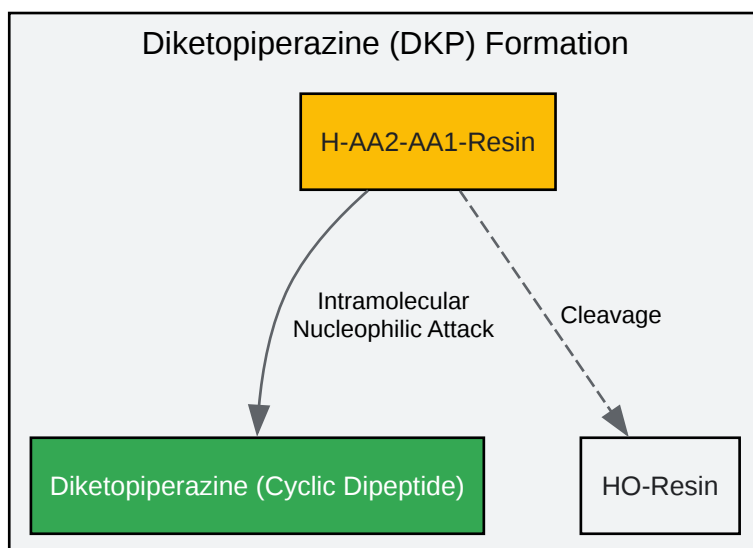 Diketopiperazine (DKP) Formation
H-AA2-AA1-Resin
Intramolecular
Nucleophilic Attack
Cleavage
Diketopiperazine (Cyclic Dipeptide)
HO-Resin